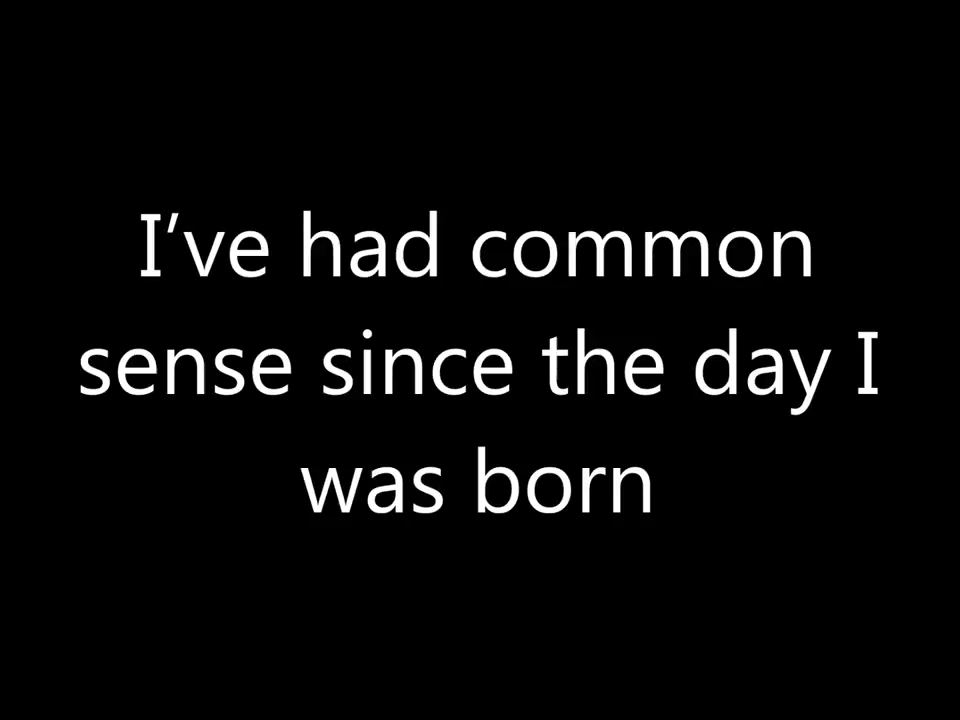 I’ve had common
sense since the day I
was born